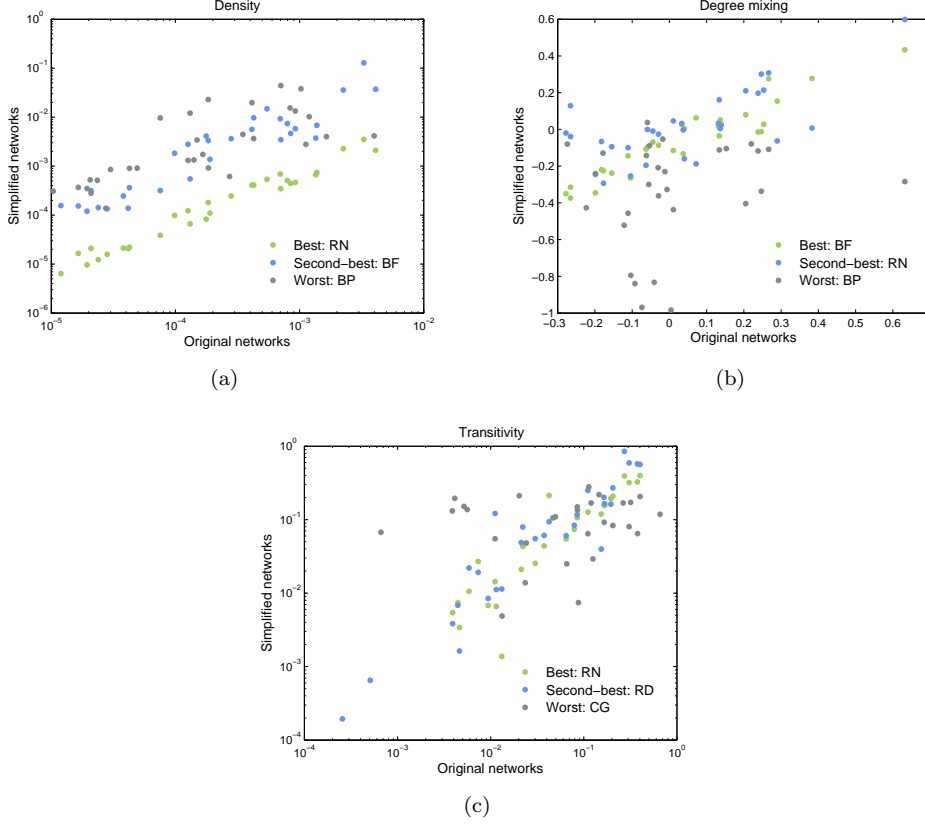 Density
Simplified networks
10^0
10^−1
10^−2
10^−3
10^−4
10^−5
10^−6
Best: RN
Second−best: BF
Worst: BP
10^−5 10^−4 10^−3 10^−2
Original networks
(a)
Degree mixing
Simplified networks
0.6
0.4
0.2
0
−0.2
−0.4
−0.6
−0.8
−1
Best: BF
Second−best: RN
Worst: BP
−0.3 −0.2 −0.1 0 0.1 0.2 0.3 0.4 0.5 0.6
Original networks
(b)
Transitivity
Simplified networks
10^0
10^−1
10^−2
10^−3
10^−4
Best: RN
Second−best: RD
Worst: CG
10^−4 10^−3 10^−2 10^−1 10^0
Original networks
(c)